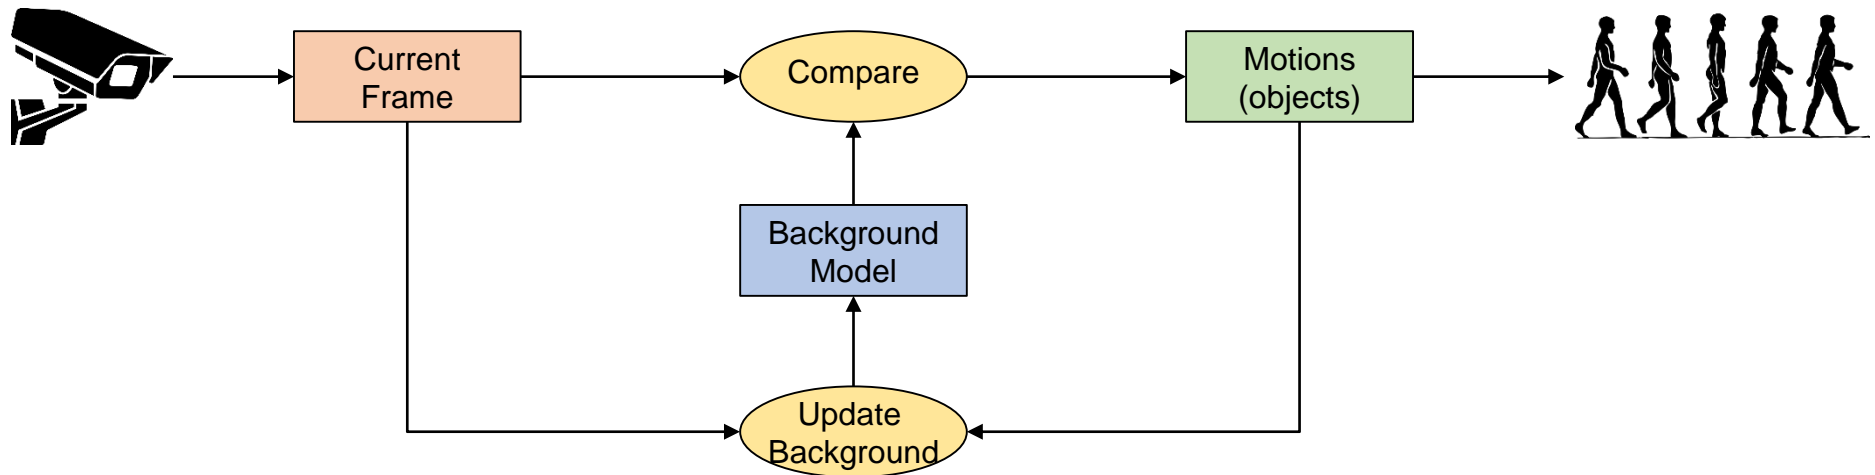 Current
Frame
Compare
Motions
(objects)
Background
Model
Update
Background